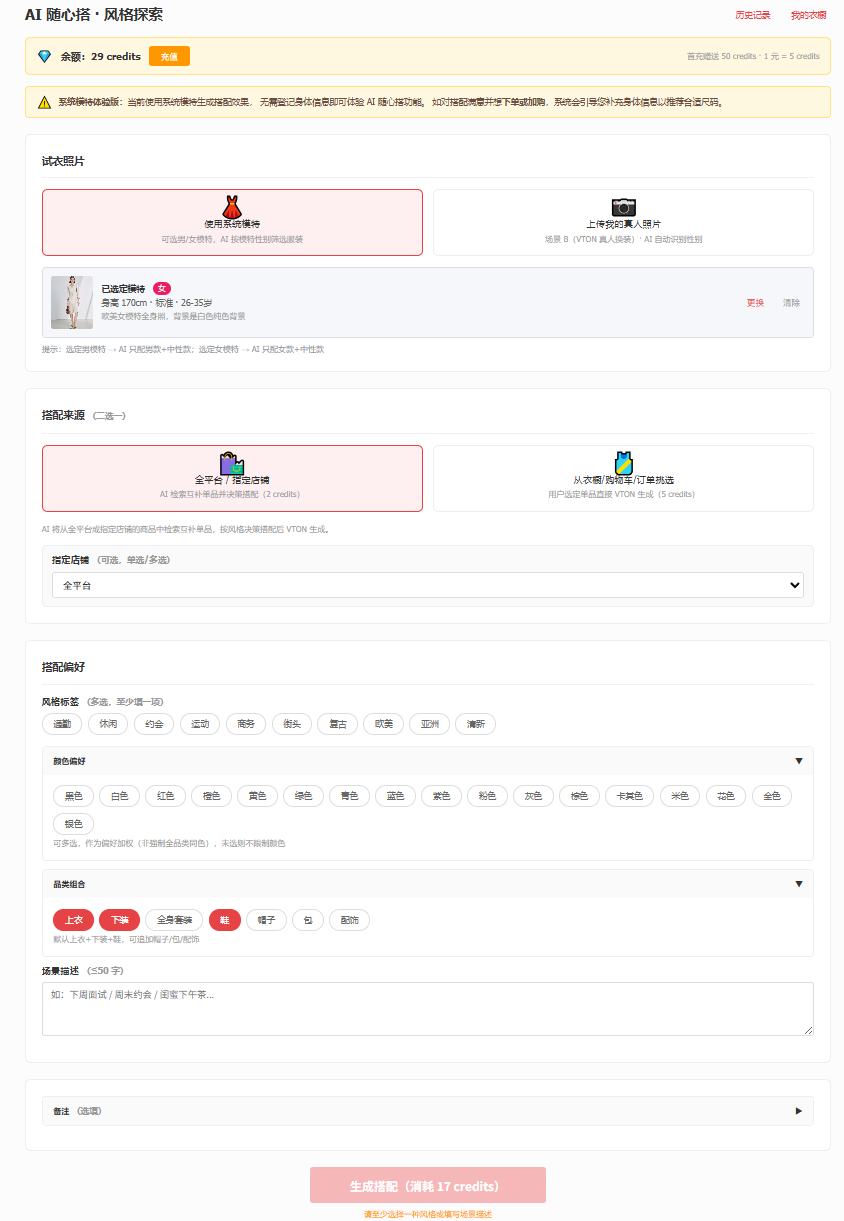 AI 随心搭 · 风格探索
历史记录 我的衣橱
余额：29 credits 充值 首充赠送 50 credits · 1 元 = 5 credits
系统模特体验版：当前使用系统模特生成搭配效果， 无需登记身体信息即可体验 AI 随心搭功能。 如对搭配满意并想下单或加购，系统会引导您补充身体信息以推荐合适尺码。
试衣照片
使用系统模特
可选男/女模特，AI 按模特性别筛选服装
上传我的真人照片
场景 B（VTON 真人换装）· AI 自动识别性别
已选定模特 女
身高 170cm · 标准 · 26-35岁
欧美女模特全身照，背景是白色纯色背景
更换 清除
提示：选定男模特 → AI 只配男款+中性款；选定女模特 → AI 只配女款+中性款
搭配来源 （二选一）
全平台 / 指定店铺
AI 检索互补单品并决策搭配（2 credits）
从衣橱/购物车/订单挑选
用户选定单品直接 VTON 生成（5 credits）
AI 将从全平台或指定店铺的商品中检索互补单品，按风格决策搭配后 VTON 生成。
指定店铺 （可选，单选/多选）
全平台
搭配偏好
风格标签 （多选，至少填一项）
通勤 休闲 约会 运动 商务 街头 复古 欧美 亚洲 清新
颜色偏好 ▼
黑色 白色 红色 橙色 黄色 绿色 青色 蓝色 紫色 粉色 灰色 棕色 卡其色 米色 花色 金色
银色
可多选，作为偏好加权（非强制全品类同色），未选则不限制颜色
品类组合 ▼
上衣 下装 全身套装 鞋 帽子 包 配饰
默认上衣+下装+鞋，可追加帽子/包/配饰
场景描述 （≤50 字）
如：下周面试 / 周末约会 / 闺蜜下午茶...
备注 （选填） ▶
生成搭配（消耗 17 credits）
请至少选择一种风格或填写场景描述